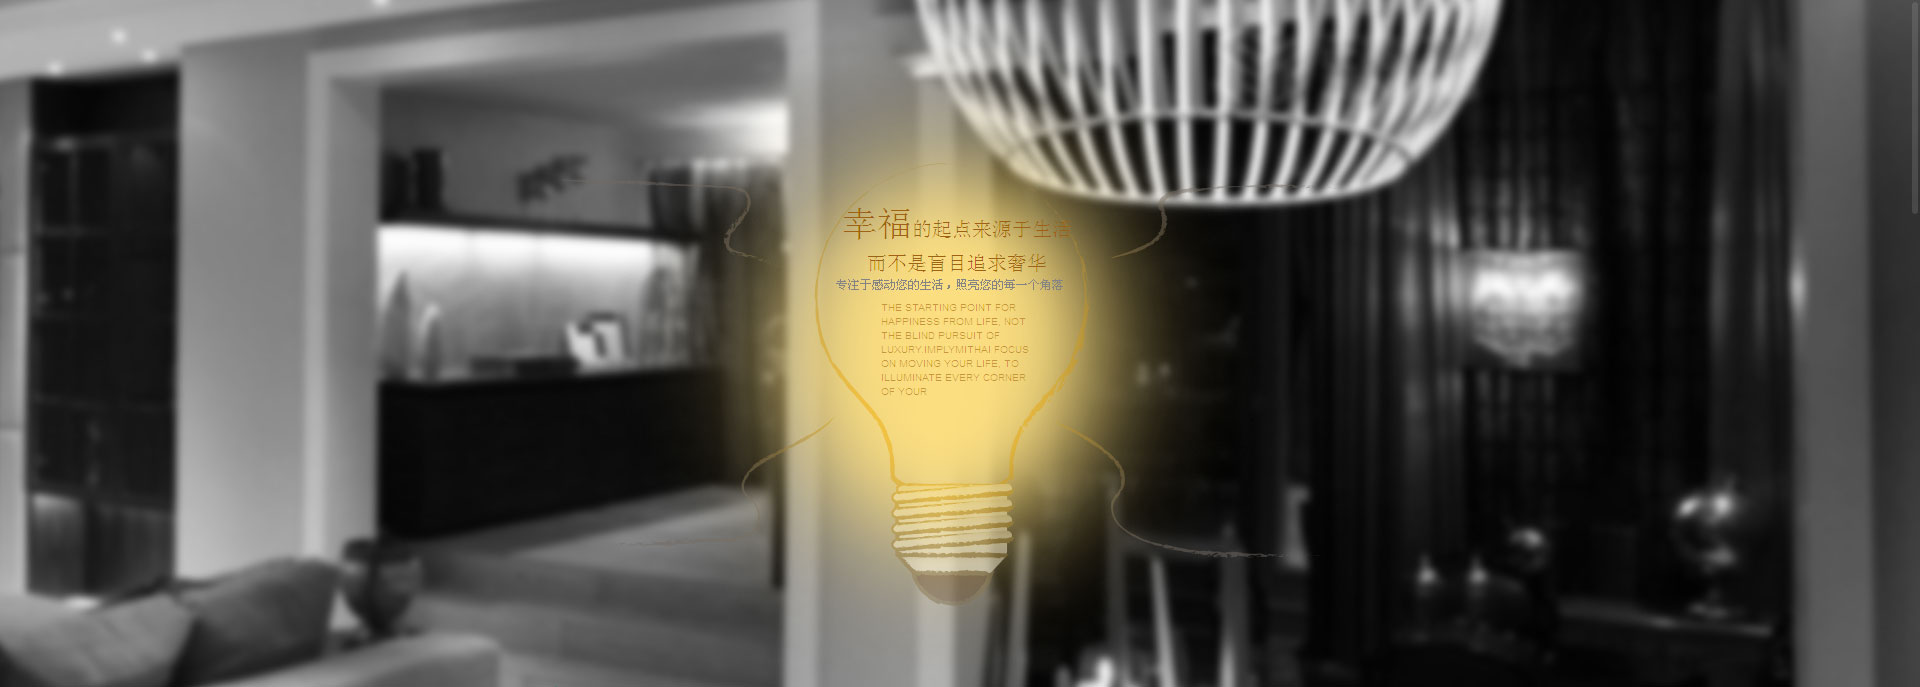 幸福的起点来源于生活
而不是盲目追求奢华
专注于感动您的生活，照亮您的每一个角落
THE STARTING POINT FOR
HAPPINESS FROM LIFE, NOT
THE BLIND PURSUIT OF
LUXURY.IMPLYMITHAI FOCUS
ON MOVING YOUR LIFE, TO
ILLUMINATE EVERY CORNER
OF YOUR